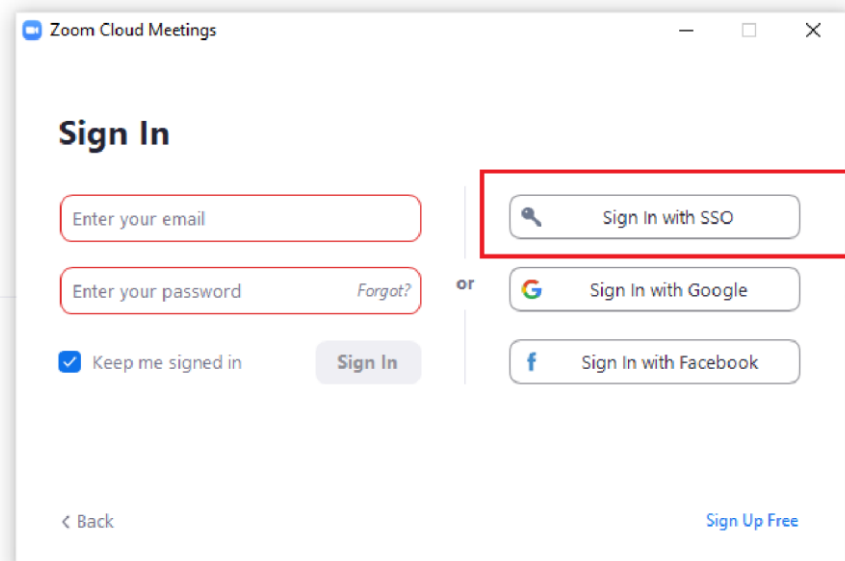 Zoom Cloud Meetings
Sign In
Enter your email
Enter your password
Forgot?
Keep me signed in
Sign In
or
Sign In with SSO
Sign In with Google
Sign In with Facebook
Back
Sign Up Free